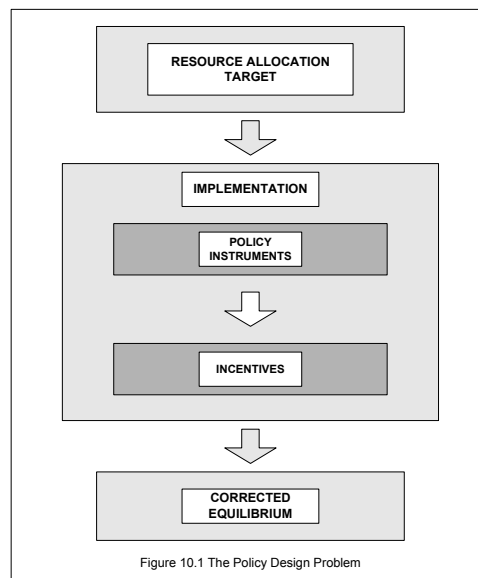 RESOURCE ALLOCATION
TARGET
IMPLEMENTATION
POLICY
INSTRUMENTS
INCENTIVES
CORRECTED
EQUILIBRIUM
Figure 10.1 The Policy Design Problem